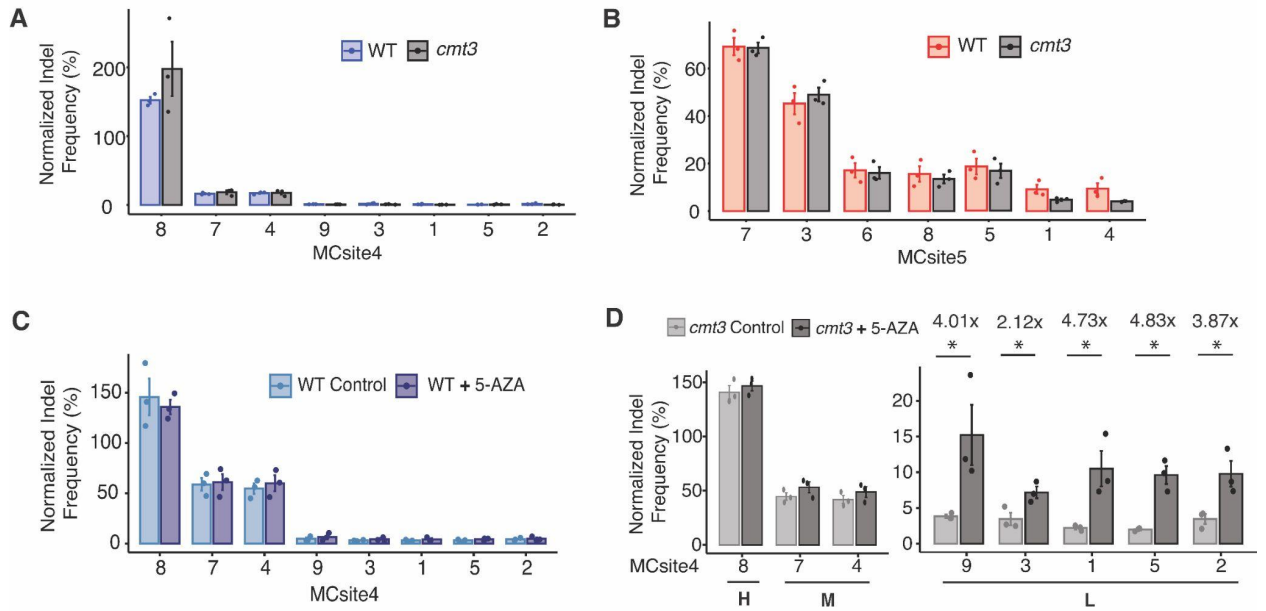 A
WT cmt3
Normalized Indel
Frequency (%)
200
100
0
8 7 4 9 3 1 5 2
MCsite4
B
WT cmt3
Normalized Indel
Frequency (%)
60
40
20
0
7 3 6 8 5 1 4
MCsite5
C
WT Control WT + 5-AZA
Normalized Indel
Frequency (%)
150
100
50
0
8 7 4 9 3 1 5 2
MCsite4
D
cmt3 Control cmt3 + 5-AZA
4.01x 2.12x 4.73x 4.83x 3.87x
* * * * *
Normalized Indel
Frequency (%)
150
100
50
0
20
15
10
5
0
MCsite4 8 7 4 9 3 1 5 2
H M L